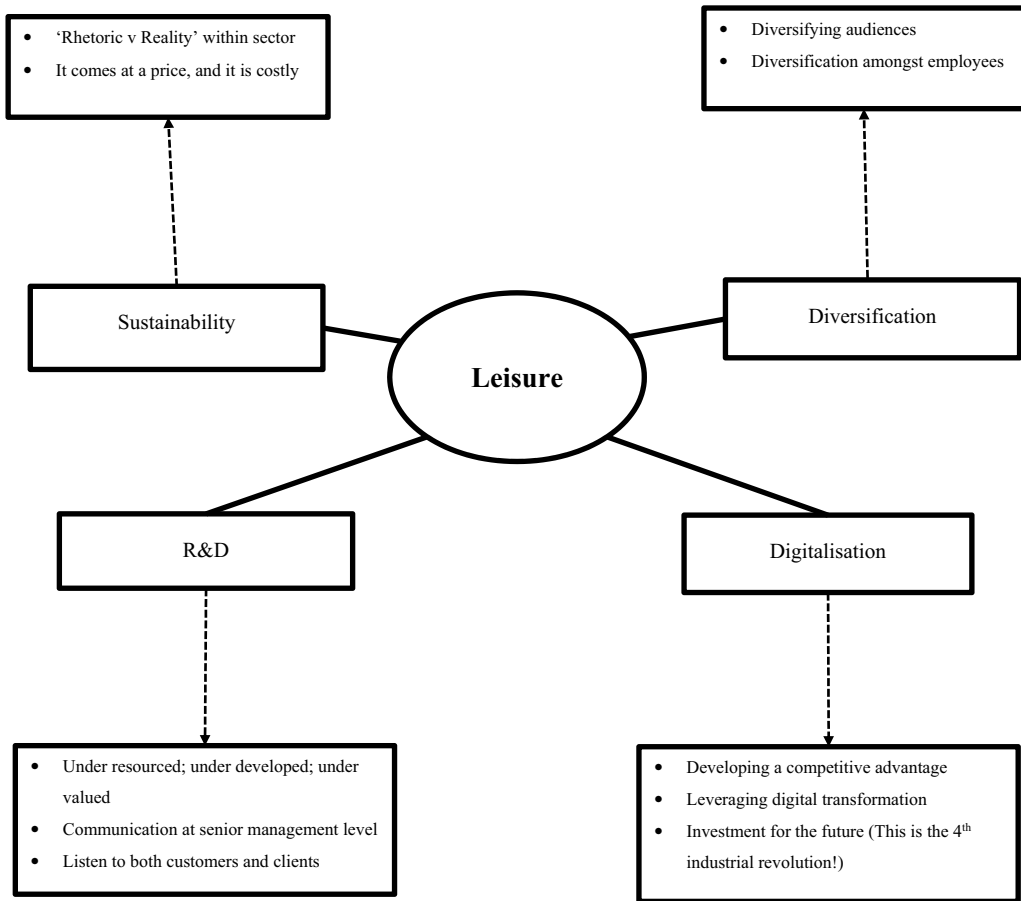 • ‘Rhetoric v Reality’ within sector
• It comes at a price, and it is costly
• Diversifying audiences
• Diversification amongst employees
Sustainability
Diversification
Leisure
R&D
Digitalisation
• Under resourced; under developed; under
valued
• Communication at senior management level
• Listen to both customers and clients
• Developing a competitive advantage
• Leveraging digital transformation
• Investment for the future (This is the 4th
industrial revolution!)